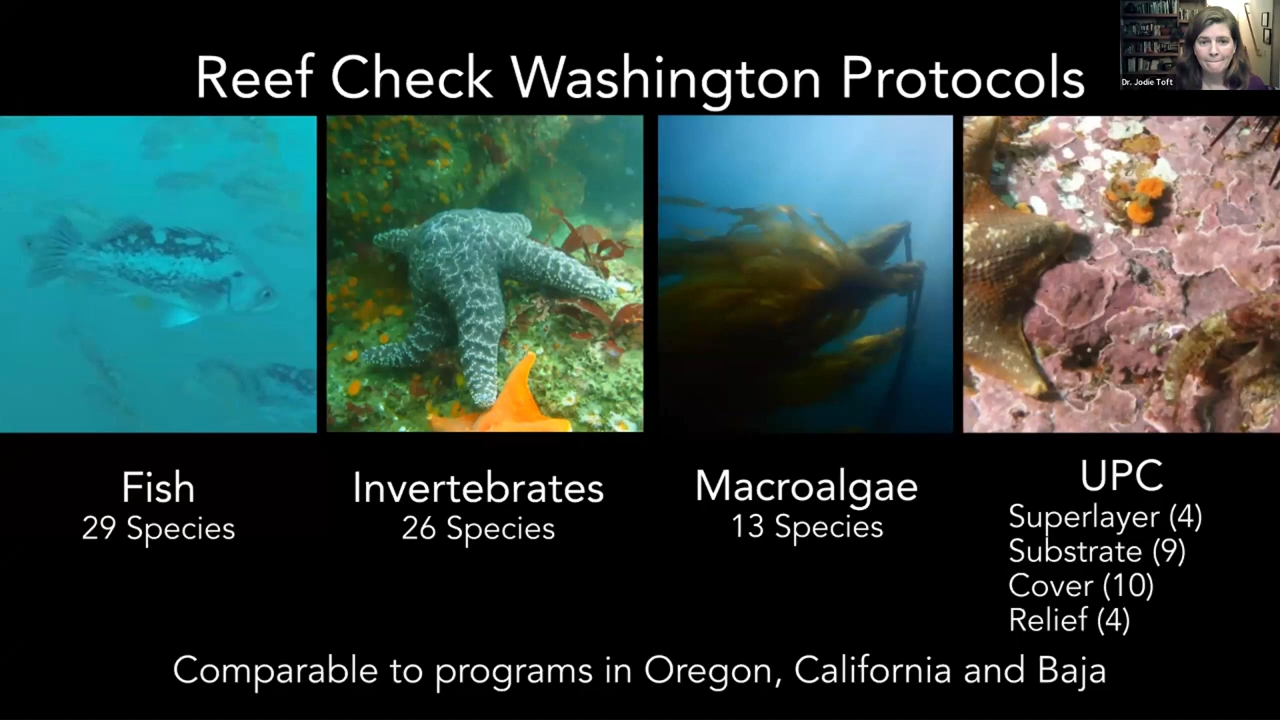 Reef Check Washington Protocols
Dr. Jodie Toft
Fish
29 Species
Invertebrates
26 Species
Macroalgae
13 Species
UPC
Superlayer (4)
Substrate (9)
Cover (10)
Relief (4)
Comparable to programs in Oregon, California and Baja